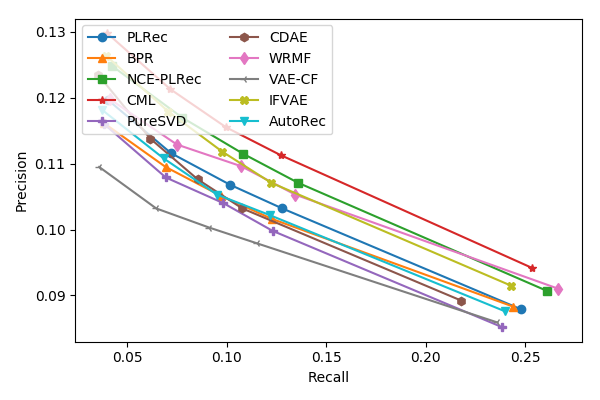 0.13
0.12
0.11
0.10
0.09
Precision
PLRec
BPR
NCE-PLRec
CML
PureSVD
CDAE
WRMF
VAE-CF
IFVAE
AutoRec
0.05
0.10
0.15
0.20
0.25
Recall